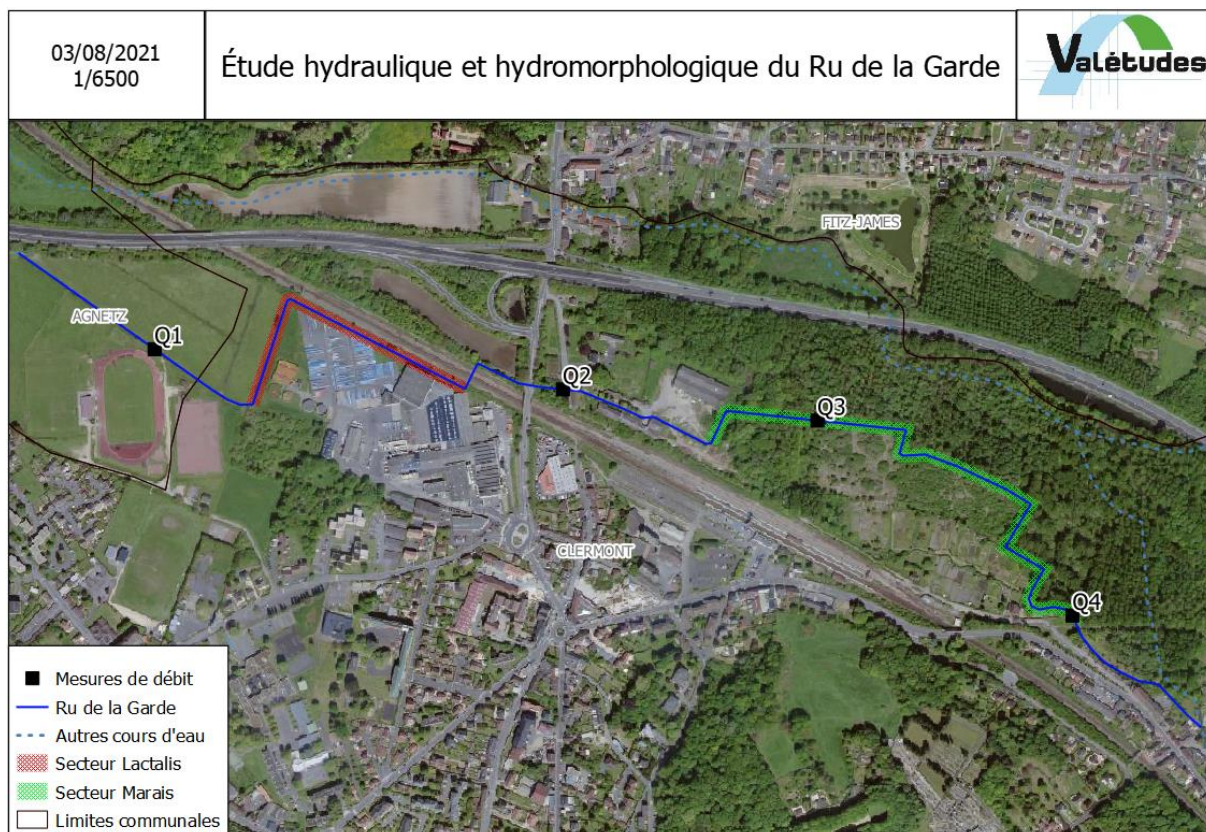 03/08/2021
1/6500
Étude hydraulique et hydromorphologique du Ru de la Garde
Valétudes
FITZ-JAMES
AGNETZ
Q1
Q2
Q3
CLERMONT
Q4
Mesures de débit
Ru de la Garde
Autres cours d'eau
Secteur Lactalis
Secteur Marais
Limites communales